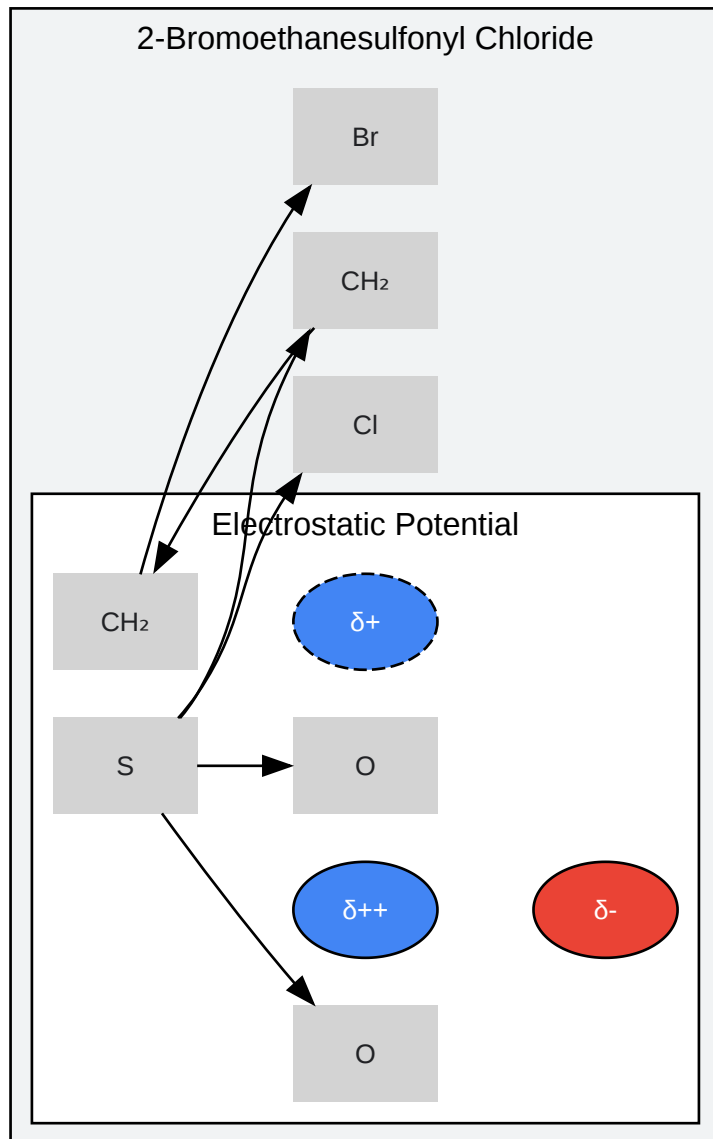 2-Bromoethanesulfonyl Chloride
Br
CH₂
Cl
Electrostatic Potential
CH₂
δ+
S
O
δ++
δ-
O